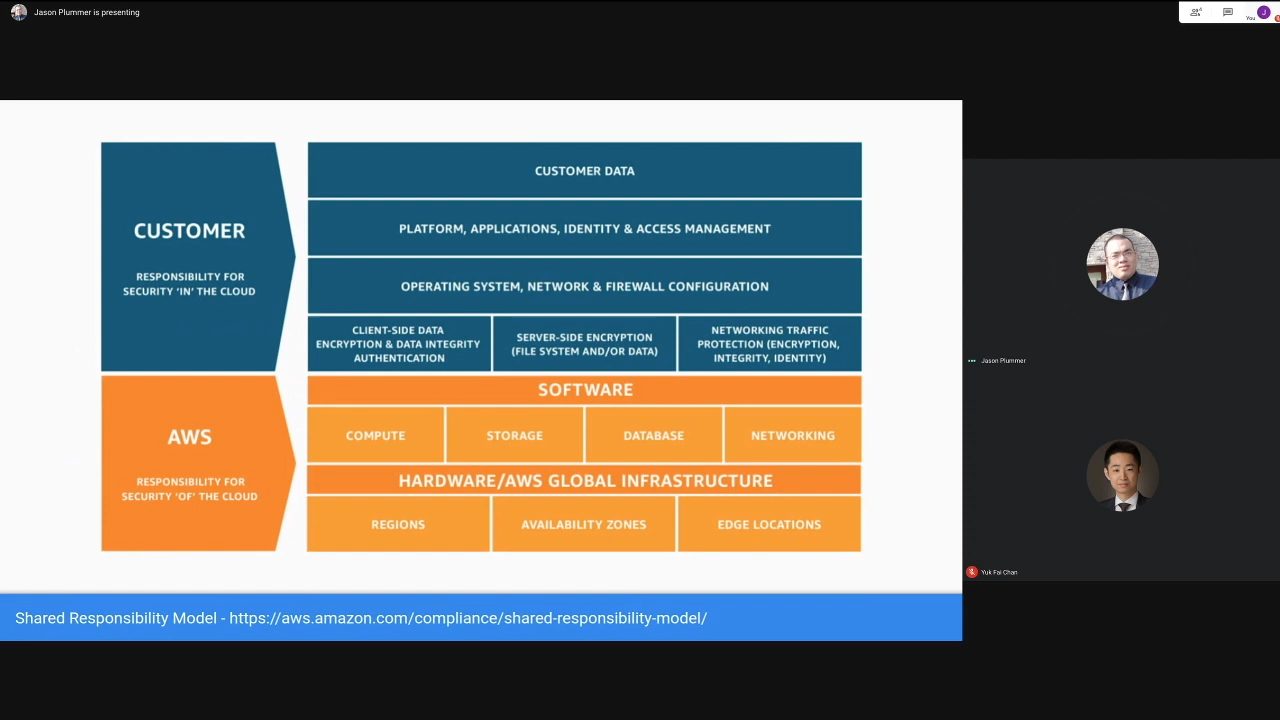 Jason Plummer is presenting
4
You
J
CUSTOMER
RESPONSIBILITY FOR
SECURITY ‘IN’ THE CLOUD
CUSTOMER DATA
PLATFORM, APPLICATIONS, IDENTITY & ACCESS MANAGEMENT
OPERATING SYSTEM, NETWORK & FIREWALL CONFIGURATION
CLIENT-SIDE DATA
ENCRYPTION & DATA INTEGRITY
AUTHENTICATION
SERVER-SIDE ENCRYPTION
(FILE SYSTEM AND/OR DATA)
NETWORKING TRAFFIC
PROTECTION (ENCRYPTION,
INTEGRITY, IDENTITY)
AWS
RESPONSIBILITY FOR
SECURITY ‘OF’ THE CLOUD
SOFTWARE
COMPUTE
STORAGE
DATABASE
NETWORKING
HARDWARE/AWS GLOBAL INFRASTRUCTURE
REGIONS
AVAILABILITY ZONES
EDGE LOCATIONS
Shared Responsibility Model - https://aws.amazon.com/compliance/shared-responsibility-model/
Jason Plummer
Yuk Fai Chan